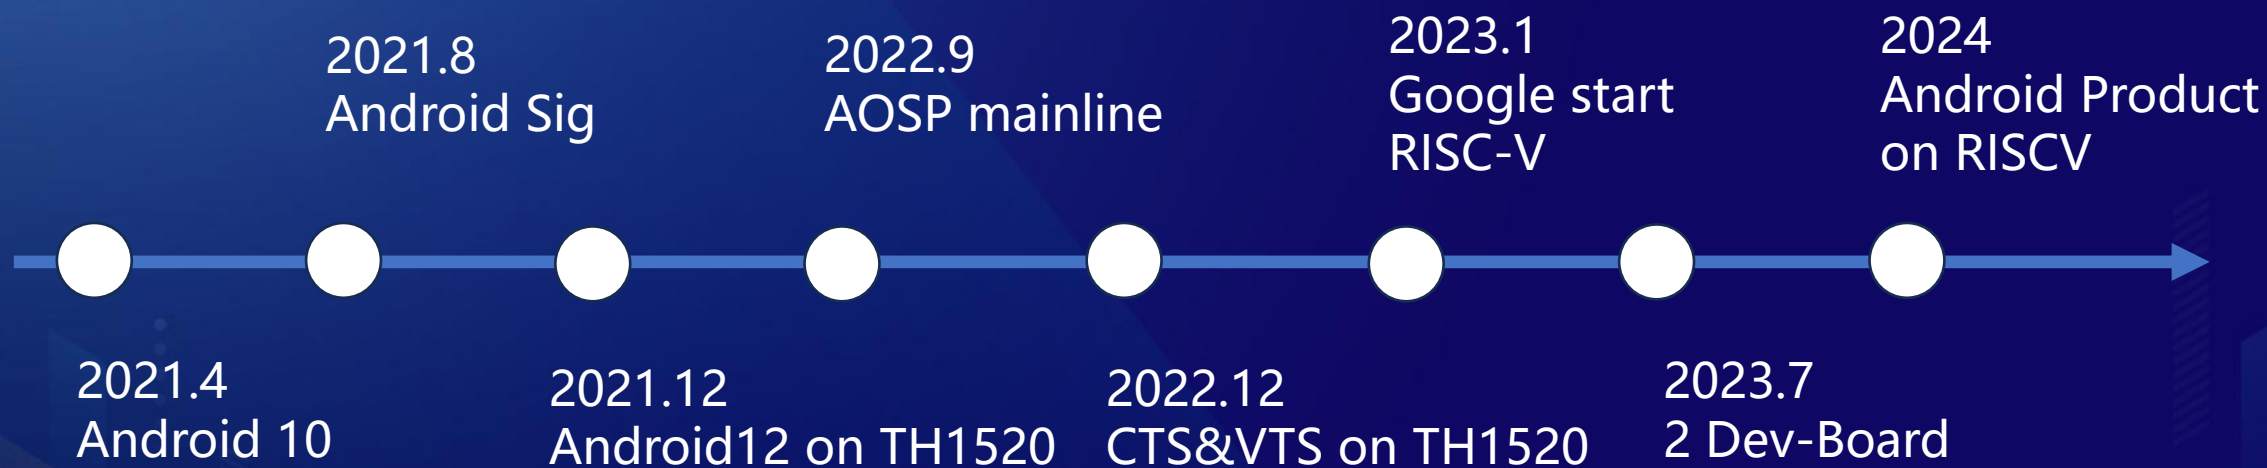 2021.8
Android Sig
2022.9
AOSP mainline
2023.1
Google start
RISC-V
2024
Android Product
on RISCV
2021.4
Android 10
2021.12
Android12 on TH1520
2022.12
CTS&VTS on TH1520
2023.7
2 Dev-Board